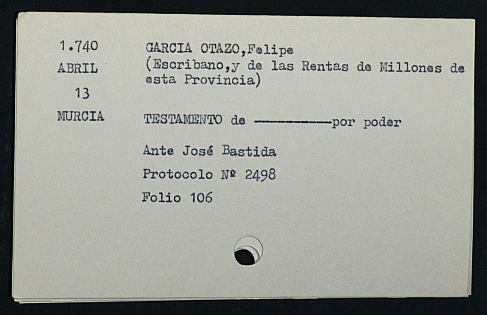 1.740
ABRIL
13
MURCIA
GARCIA OTAZO,Felipe
(Escribano,y de las Rentas de Millones de
esta Provincia)
TESTAMENTO de ----------por poder
Ante José Bastida
Protocolo Nº 2498
Folio 106